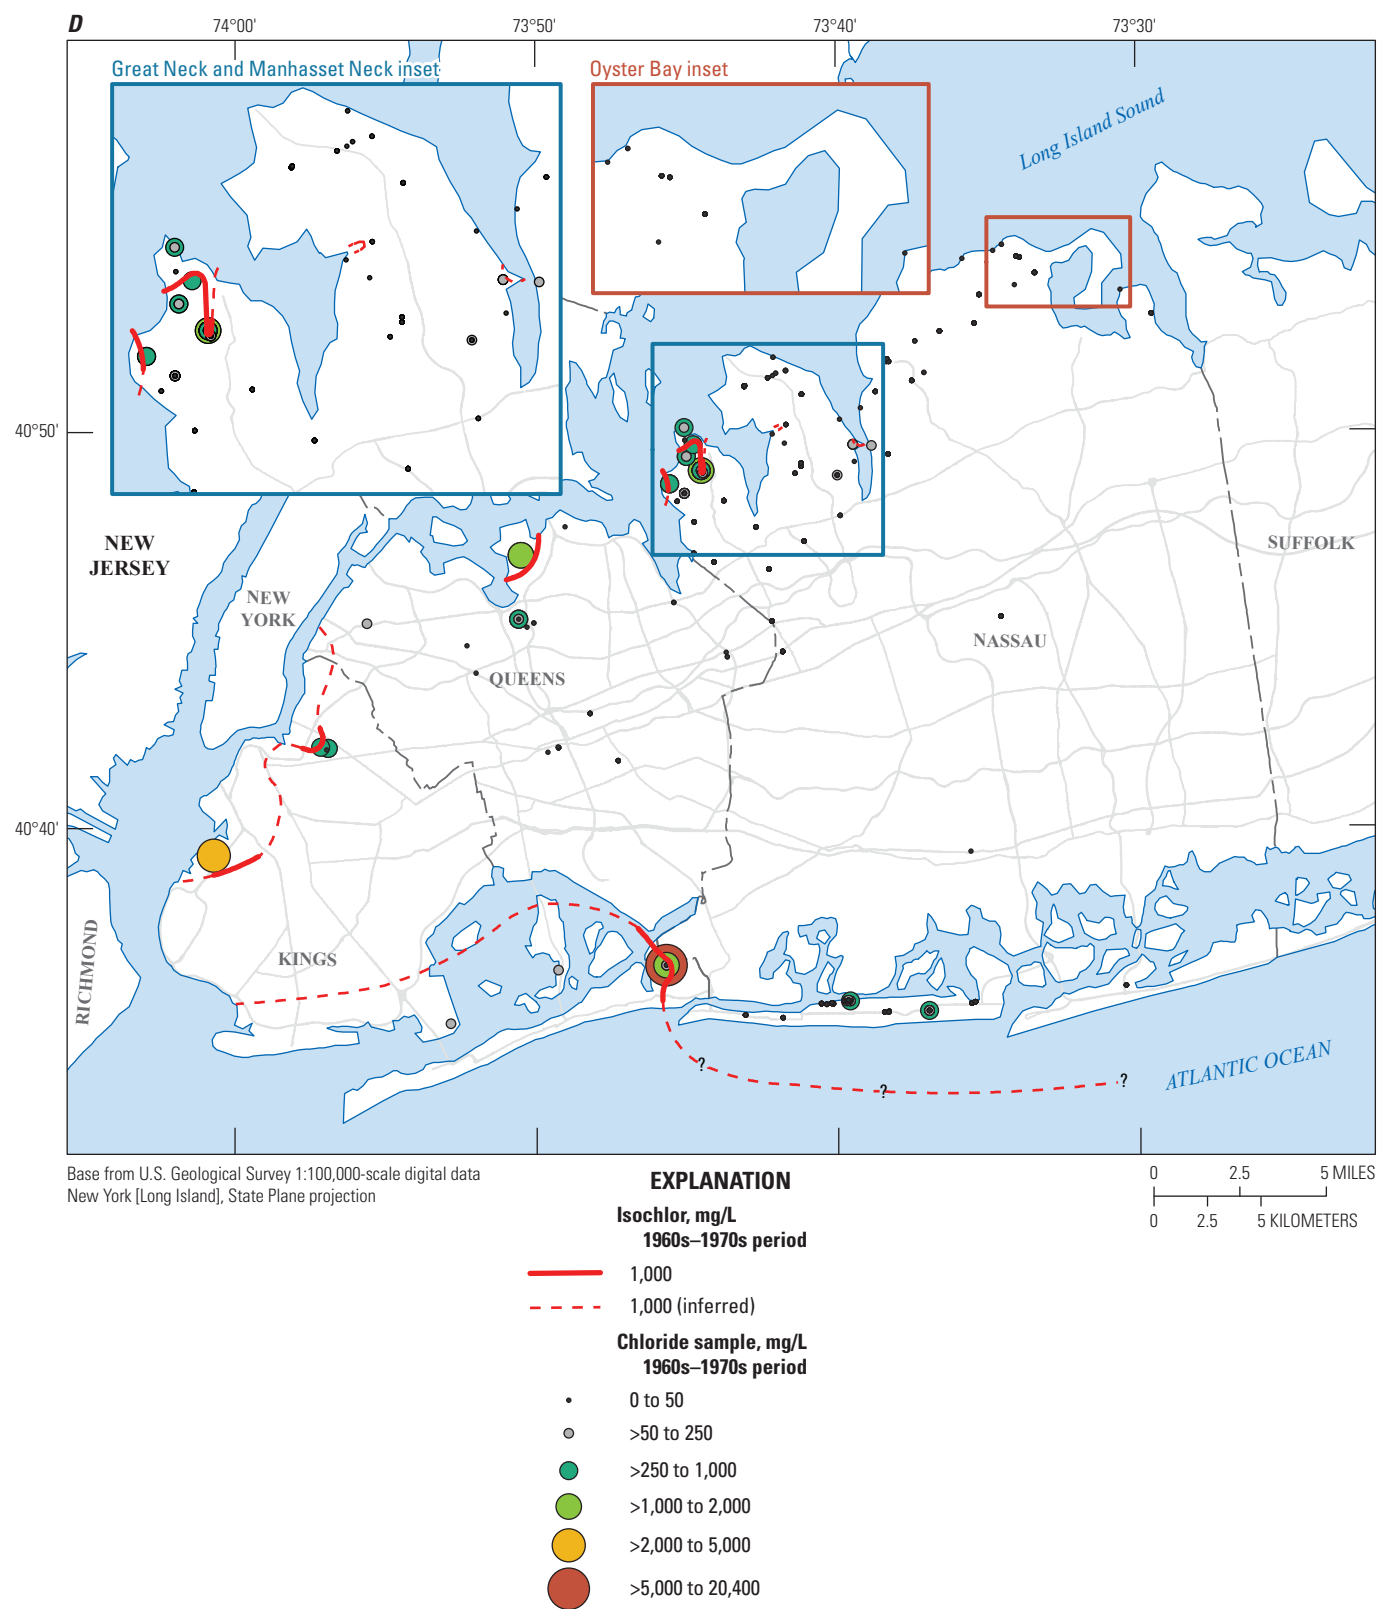 D
74°00'
73°50'
73°40'
73°30'
Great Neck and Manhasset Neck inset
Oyster Bay inset
Long Island Sound
40°50'
NEW
JERSEY
NEW
YORK
SUFFOLK
NASSAU
QUEENS
40°40'
RICHMOND
KINGS
?
?
?
ATLANTIC OCEAN
Base from U.S. Geological Survey 1:100,000-scale digital data
New York [Long Island], State Plane projection
0 2.5 5 MILES
0 2.5 5 KILOMETERS
EXPLANATION
Isochlor, mg/L
1960s–1970s period
1,000
1,000 (inferred)
Chloride sample, mg/L
1960s–1970s period
0 to 50
>50 to 250
>250 to 1,000
>1,000 to 2,000
>2,000 to 5,000
>5,000 to 20,400